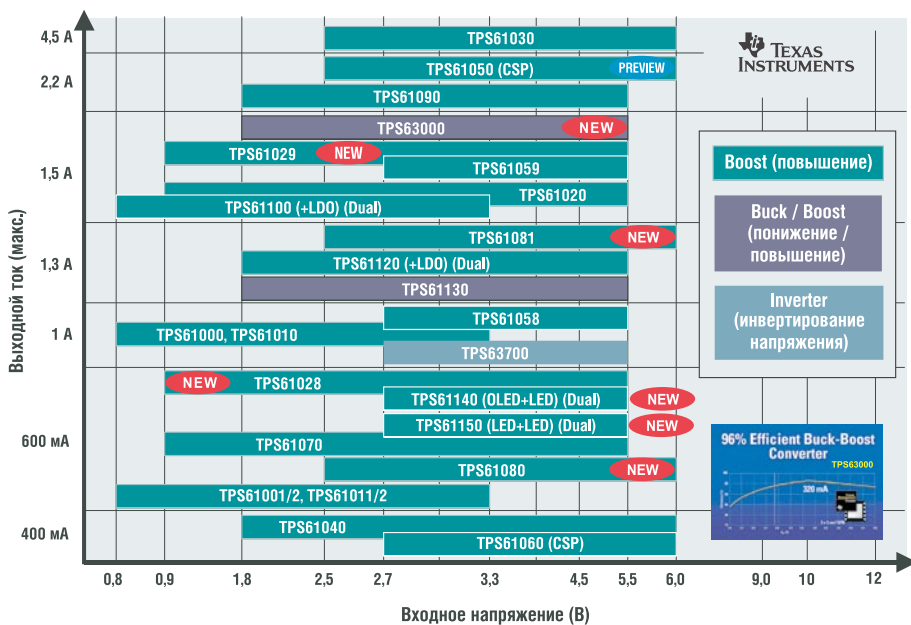 4,5 А
2,2 А
1,5 А
1,3 А
1 А
600 мА
400 мА
Выходной ток (макс.)
TPS61030
TPS61050 (CSP)
PREVIEW
TPS61090
TPS63000
NEW
TPS61029
NEW
TPS61059
TPS61020
TPS61100 (+LDO) (Dual)
TPS61081
NEW
TPS61120 (+LDO) (Dual)
TPS61130
TPS61058
TPS61000, TPS61010
TPS63700
NEW
TPS61028
TPS61140 (OLED+LED) (Dual)
NEW
TPS61150 (LED+LED) (Dual)
NEW
TPS61070
TPS61080
NEW
TPS61001/2, TPS61011/2
TPS61040
TPS61060 (CSP)
0,8 0,9 1,8 2,5 2,7 3,3 4,5 5,5 6,0 9,0 10 12
Входное напряжение (В)
TEXAS
INSTRUMENTS
Boost (повышение)
Buck / Boost
(понижение /
повышение)
Inverter
(инвертирование
напряжения)
96% Efficient Buck-Boost
Converter
TPS63000
320 mA